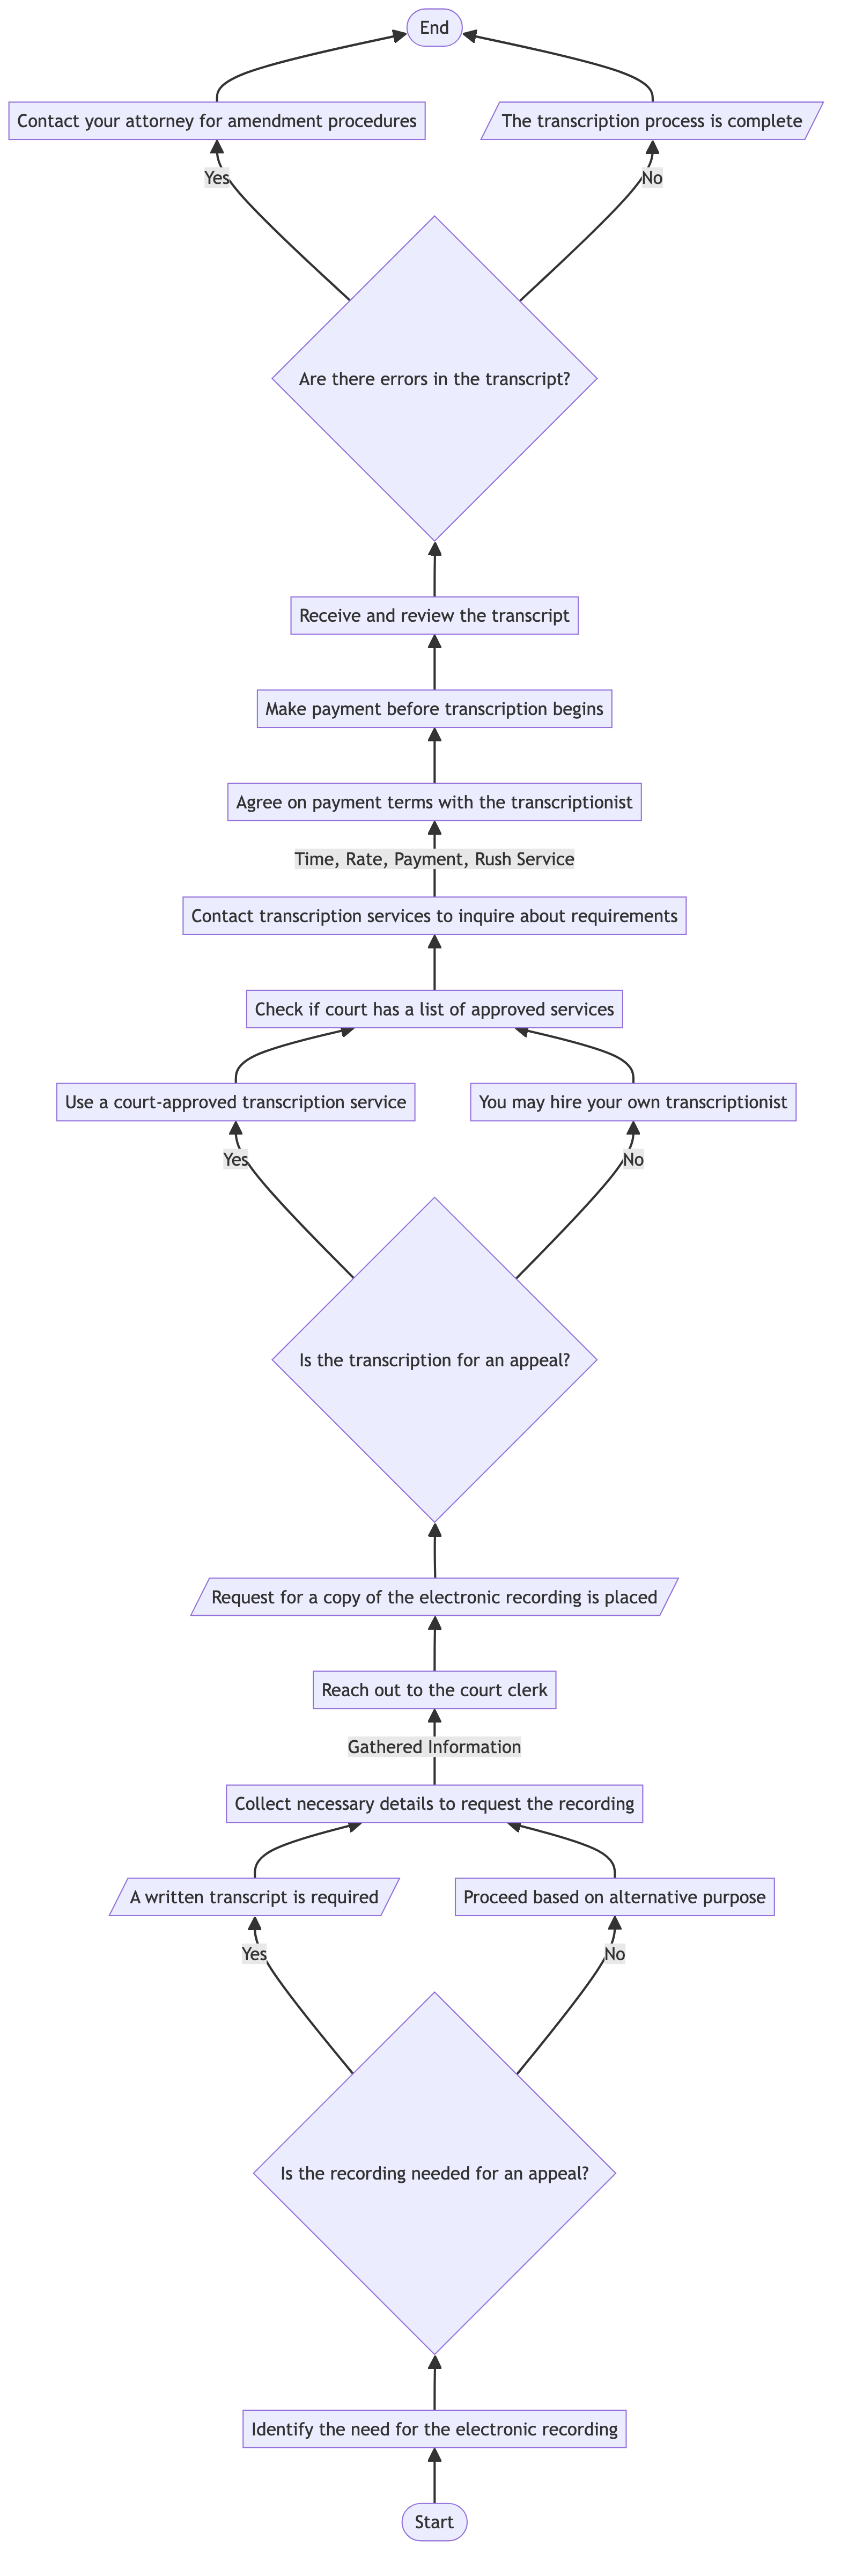 End
Contact your attorney for amendment procedures
The transcription process is complete
Yes
No
Are there errors in the transcript?
Receive and review the transcript
Make payment before transcription begins
Agree on payment terms with the transcriptionist
Time, Rate, Payment, Rush Service
Contact transcription services to inquire about requirements
Check if court has a list of approved services
Use a court-approved transcription service
You may hire your own transcriptionist
Yes
No
Is the transcription for an appeal?
Request for a copy of the electronic recording is placed
Reach out to the court clerk
Gathered Information
Collect necessary details to request the recording
A written transcript is required
Proceed based on alternative purpose
Yes
No
Is the recording needed for an appeal?
Identify the need for the electronic recording
Start